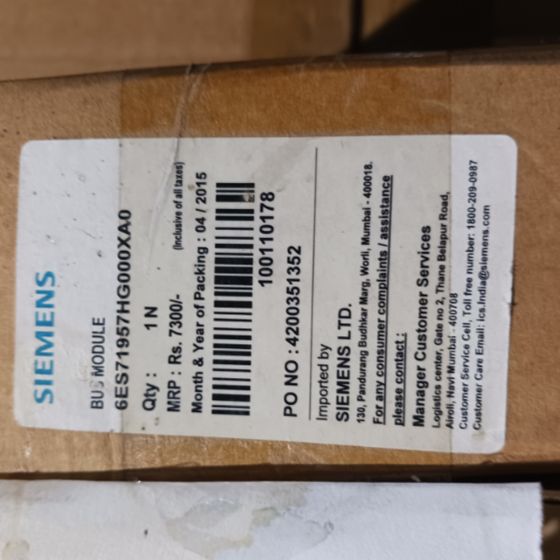 SIEMENS
BUS MODULE
6ES71957HG000XA0
Qty : 1 N
MRP : Rs. 7300/- (Inclusive of all taxes)
Month & Year of Packing : 04 / 2015
100110178
PO NO : 4200351352
Imported by
SIEMENS LTD.
130, Pandurang Budhkar Marg, Worli, Mumbai - 400018.
For any consumer complaints / assistance
please contact :
Manager Customer Services
Logistics center, Gate no 2, Thane Belapur Road,
Airoli, Navi Mumbai - 400708
Customer Service Cell, Toll free number: 1800-209-0987
Customer Care Email: ics.India@siemens.com